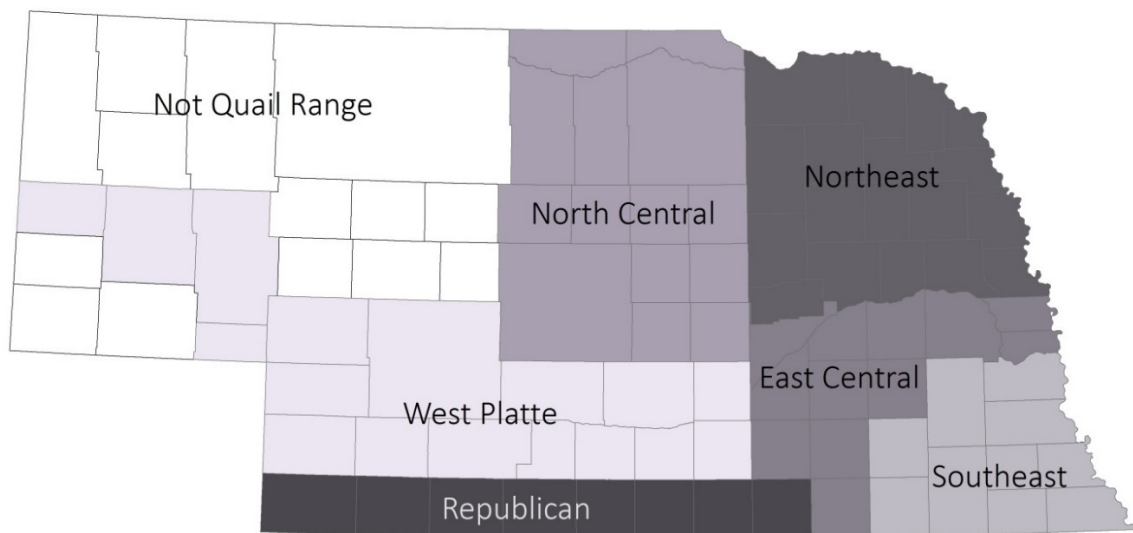 Not Quail Range
Northeast
North Central
East Central
West Platte
Southeast
Republican